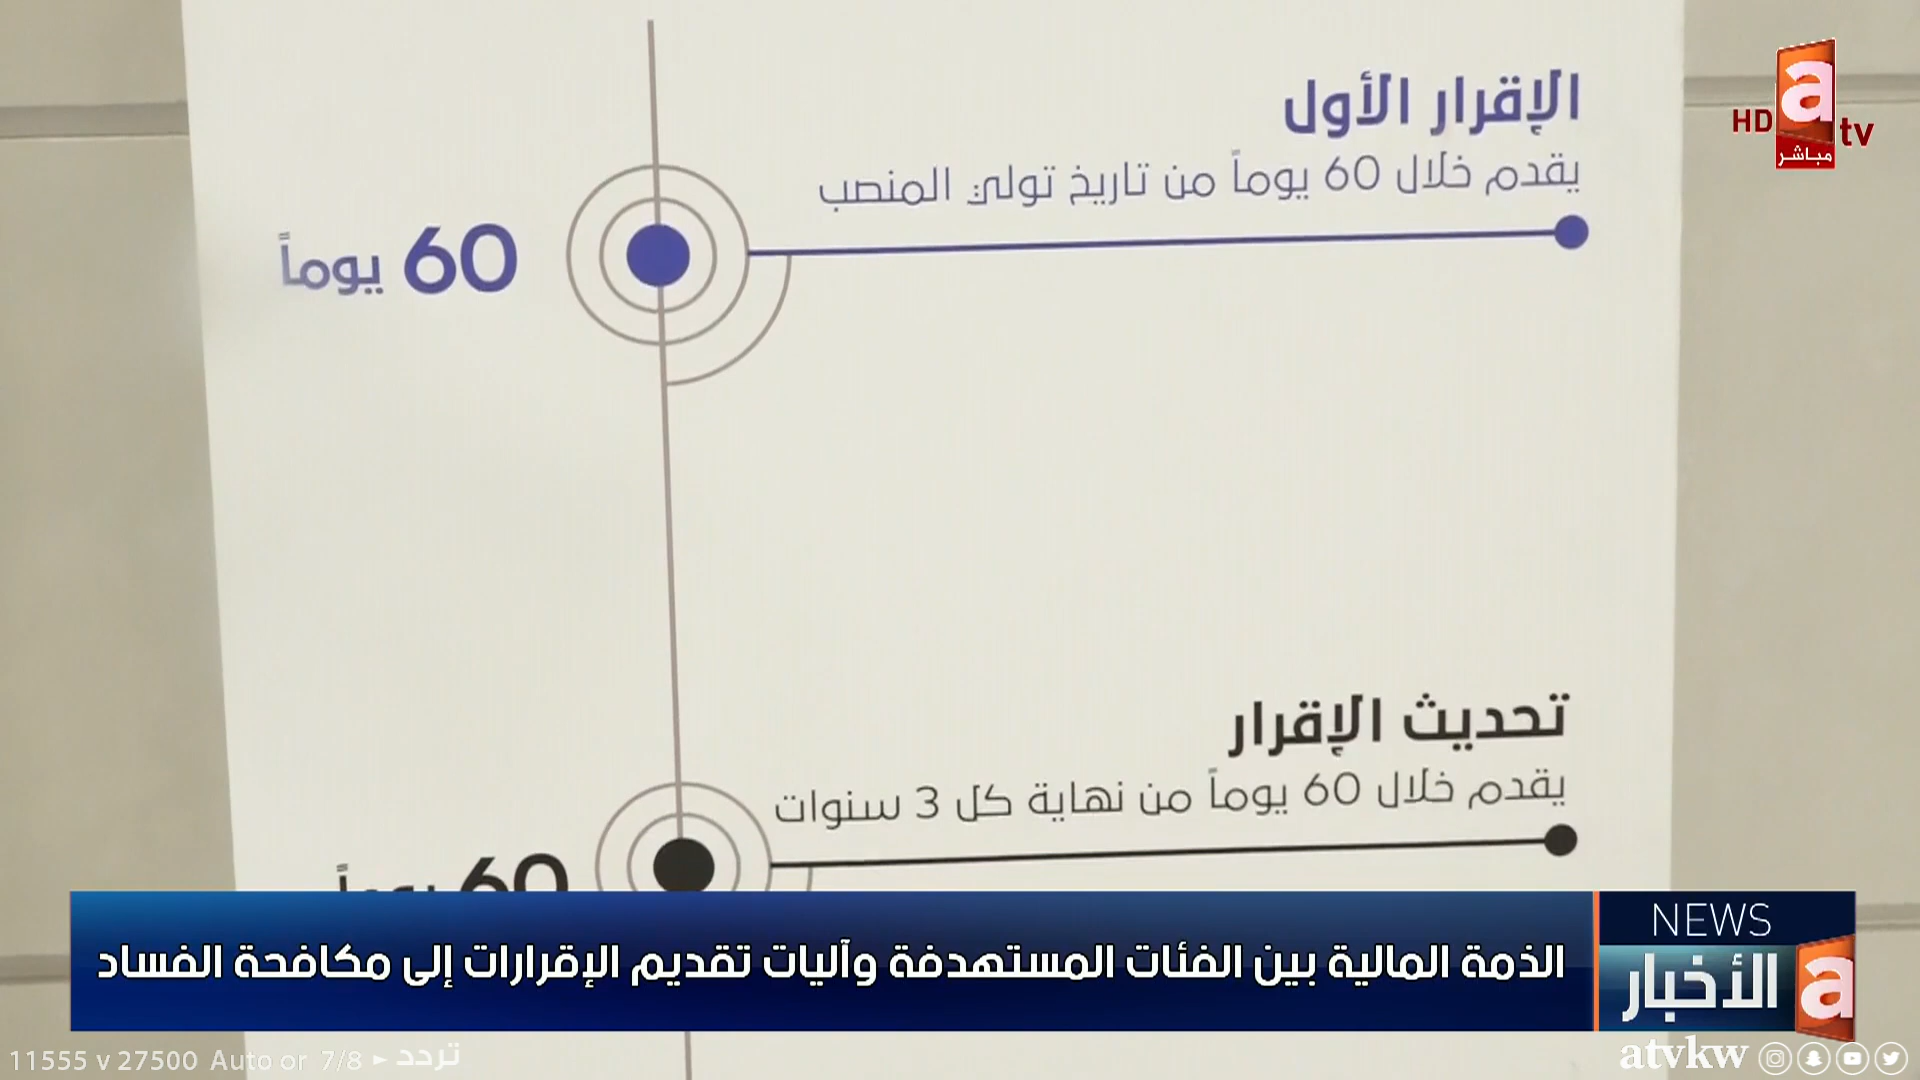 الإقرار الأول
يقدم خلال 60 يوماً من تاريخ تولي المنصب
60 يوماً
تحديث الإقرار
يقدم خلال 60 يوماً من نهاية كل 3 سنوات
60 يوماً
HD a tv
مباشر
NEWS
الأخبار a
الذمة المالية بين الفئات المستهدفة وآليات تقديم الإقرارات إلى مكافحة الفساد
11555 v 27500 Auto or 7/8 ► تردد
atvkw